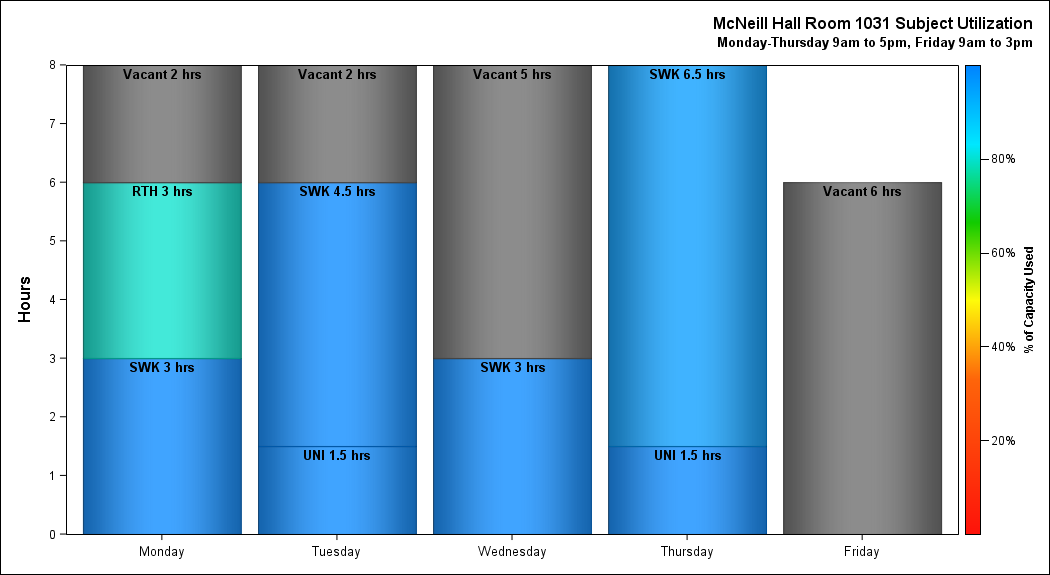 McNeill Hall Room 1031 Subject Utilization
Monday-Thursday 9am to 5pm, Friday 9am to 3pm
Hours
8
7
6
5
4
3
2
1
0
Vacant 2 hrs
RTH 3 hrs
SWK 3 hrs
Vacant 2 hrs
SWK 4.5 hrs
UNI 1.5 hrs
Vacant 5 hrs
SWK 3 hrs
SWK 6.5 hrs
UNI 1.5 hrs
Vacant 6 hrs
Monday Tuesday Wednesday Thursday Friday
80%
60%
40%
20%
% of Capacity Used